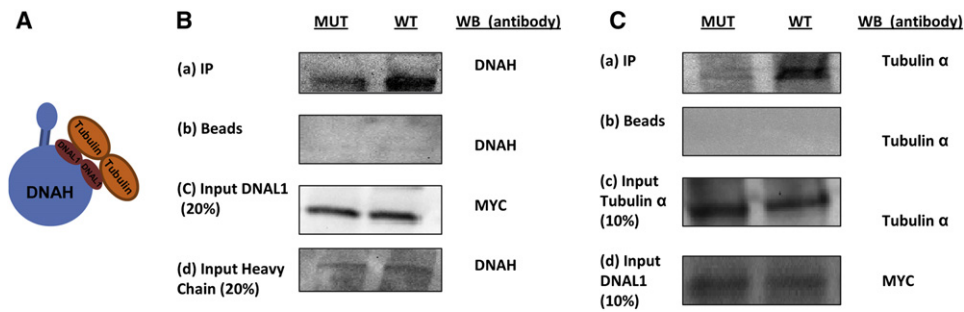 A
DNAH
DNAL1
DNAL1
Tubulin
Tubulin
B
MUT WT WB (antibody)
(a) IP DNAH
(b) Beads DNAH
(C) Input DNAL1
(20%) MYC
(d) Input Heavy
Chain (20%) DNAH
C
MUT WT WB (antibody)
(a) IP Tubulin α
(b) Beads Tubulin α
(c) Input
Tubulin α
(10%) Tubulin α
(d) Input
DNAL1
(10%) MYC